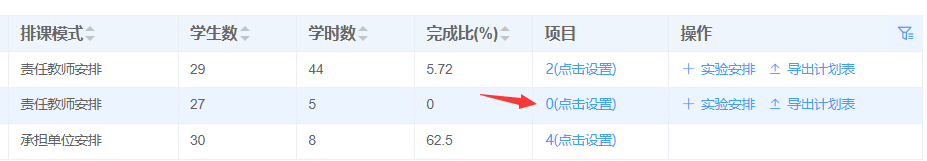 排课模式 学生数 学时数 完成比(%) 项目 操作
责任教师安排 29 44 5.72 2(点击设置) 实验安排 导出计划表
责任教师安排 27 5 0 0(点击设置) 实验安排 导出计划表
承担单位安排 30 8 62.5 4(点击设置)